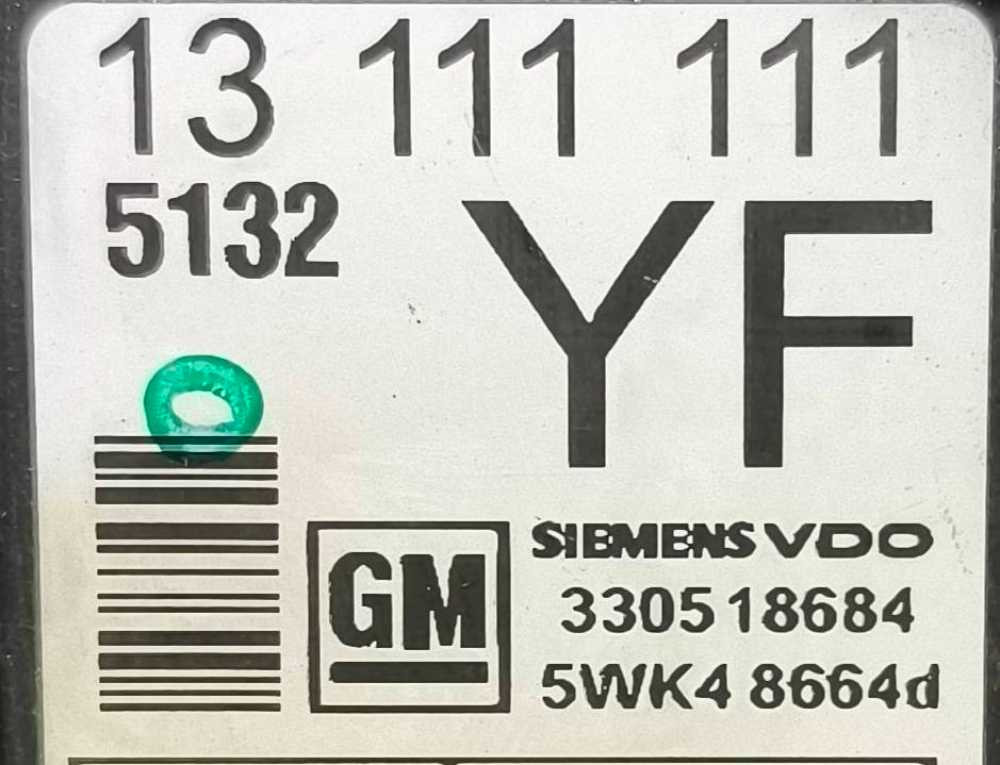 13 111 111
5132
YF
GM
SIEMENS VDO
330518684
5WK4 8664d